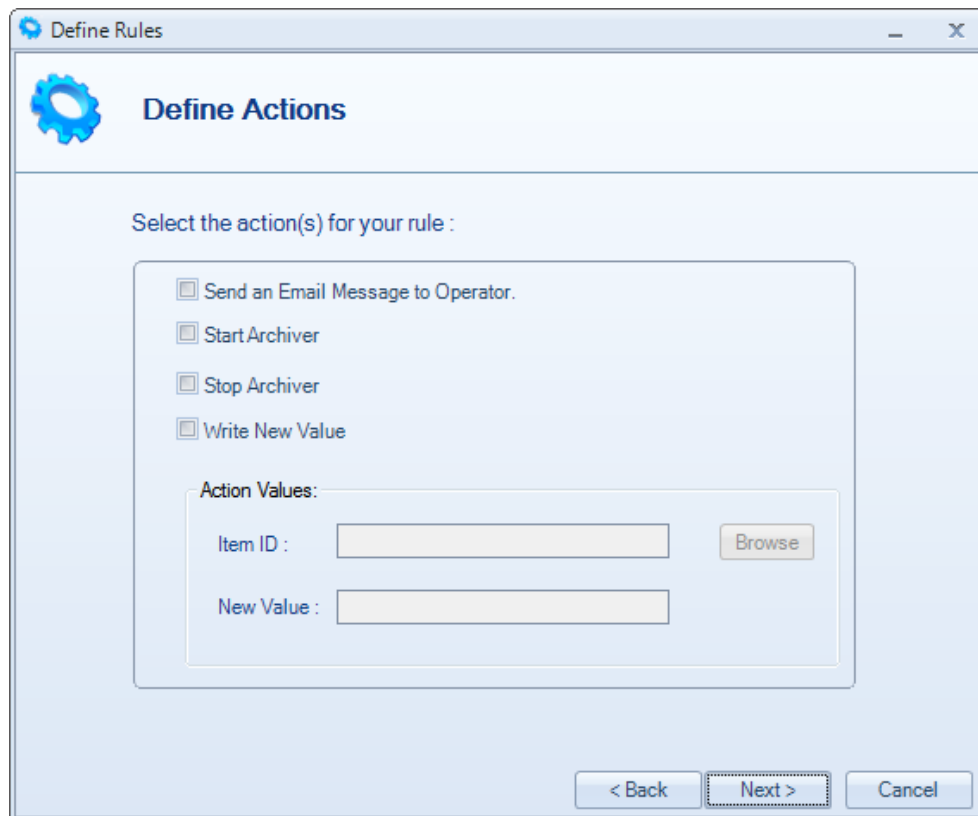 Define Rules
Define Actions
Select the action(s) for your rule :
Send an Email Message to Operator.
Start Archiver
Stop Archiver
Write New Value
Action Values:
Item ID :
Browse
New Value :
< Back
Next >
Cancel